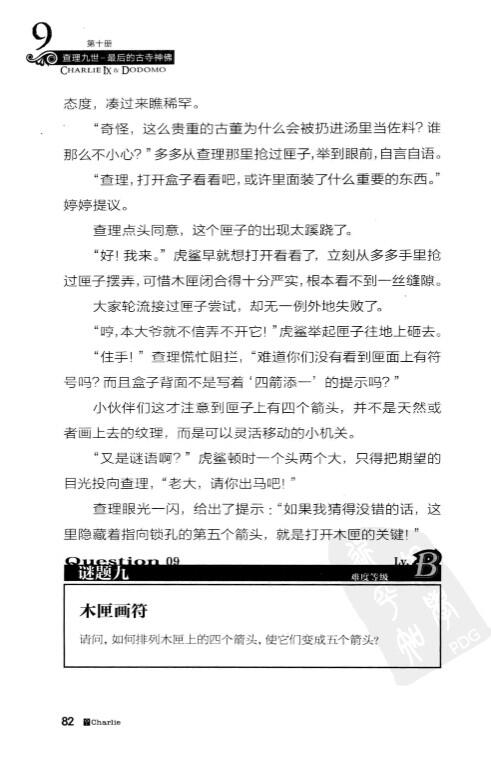 9
第十册
查理九世-最后的古寺神佛
CHARLIE IX & DODOMO
态度，凑过来瞧稀罕。
“奇怪，这么贵重的古董为什么会被扔进汤里当佐料？谁
那么不小心？”多多从查理那里抢过匣子，举到眼前，自言自语。
“查理，打开盒子看看吧，或许里面装了什么重要的东西。”
婷婷提议。
查理点头同意，这个匣子的出现太蹊跷了。
“好！我来。”虎鲨早就想打开看看了，立刻从多多手里抢
过匣子摆弄，可惜木匣闭合得十分严实，根本看不到一丝缝隙。
大家轮流接过匣子尝试，却无一例外地失败了。
“哼，本大爷就不信弄不开它！”虎鲨举起匣子往地上砸去。
“住手！”查理慌忙阻拦，“难道你们没有看到匣面上有符
号吗？而且盒子背面不是写着‘四箭添一’的提示吗？”
小伙伴们这才注意到匣子上有四个箭头，并不是天然或
者画上去的纹理，而是可以灵活移动的小机关。
“又是谜语啊？”虎鲨顿时一个头两个大，只得把期望的
目光投向查理，“老大，请你出马吧！”
查理眼光一闪，给出了提示：“如果我猜得没错的话，这
里隐藏着指向锁孔的第五个箭头，就是打开木匣的关键！”
Question 09
Lv. B
谜题九
难度等级
木匣画符
请问，如何排列木匣上的四个箭头，使它们变成五个箭头？
PDG
82 Charlie